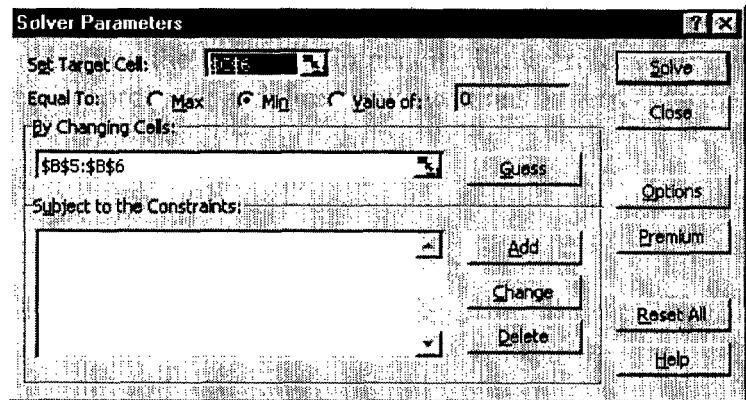 Solver Parameters
Set Target Cell:
Solve
Equal To: Max Min Value of: 0
Close
By Changing Cells:
$B$5:$B$6
Guess
Options
Subject to the Constraints:
Premium
Add
Change
Reset All
Delete
Help